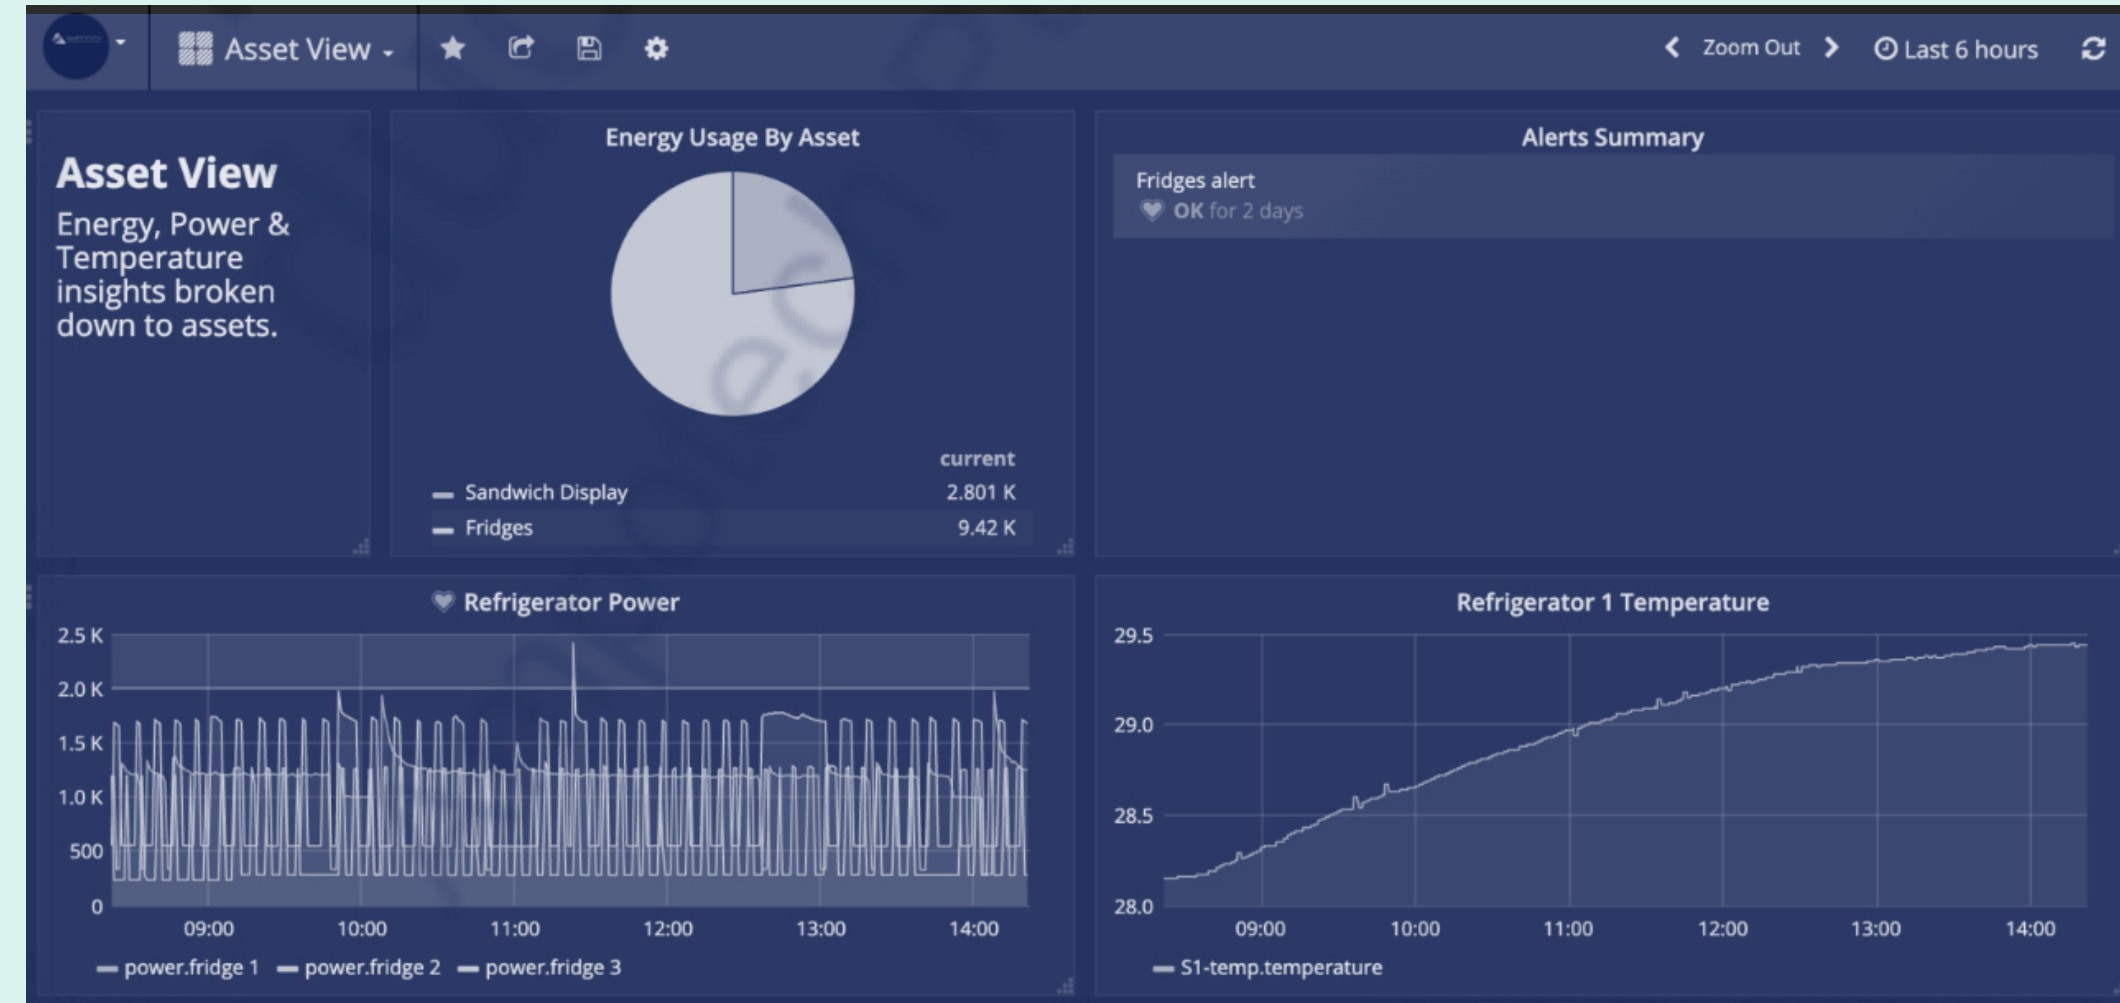 Asset View
Zoom Out
Last 6 hours
Asset View
Energy, Power &
Temperature
insights broken
down to assets.
Energy Usage By Asset
current
Sandwich Display 2.801 K
Fridges 9.42 K
Alerts Summary
Fridges alert
OK for 2 days
Refrigerator Power
2.5 K
2.0 K
1.5 K
1.0 K
500
0
09:00 10:00 11:00 12:00 13:00 14:00
power.fridge 1 power.fridge 2 power.fridge 3
Refrigerator 1 Temperature
29.5
29.0
28.5
28.0
09:00 10:00 11:00 12:00 13:00 14:00
S1-temp.temperature